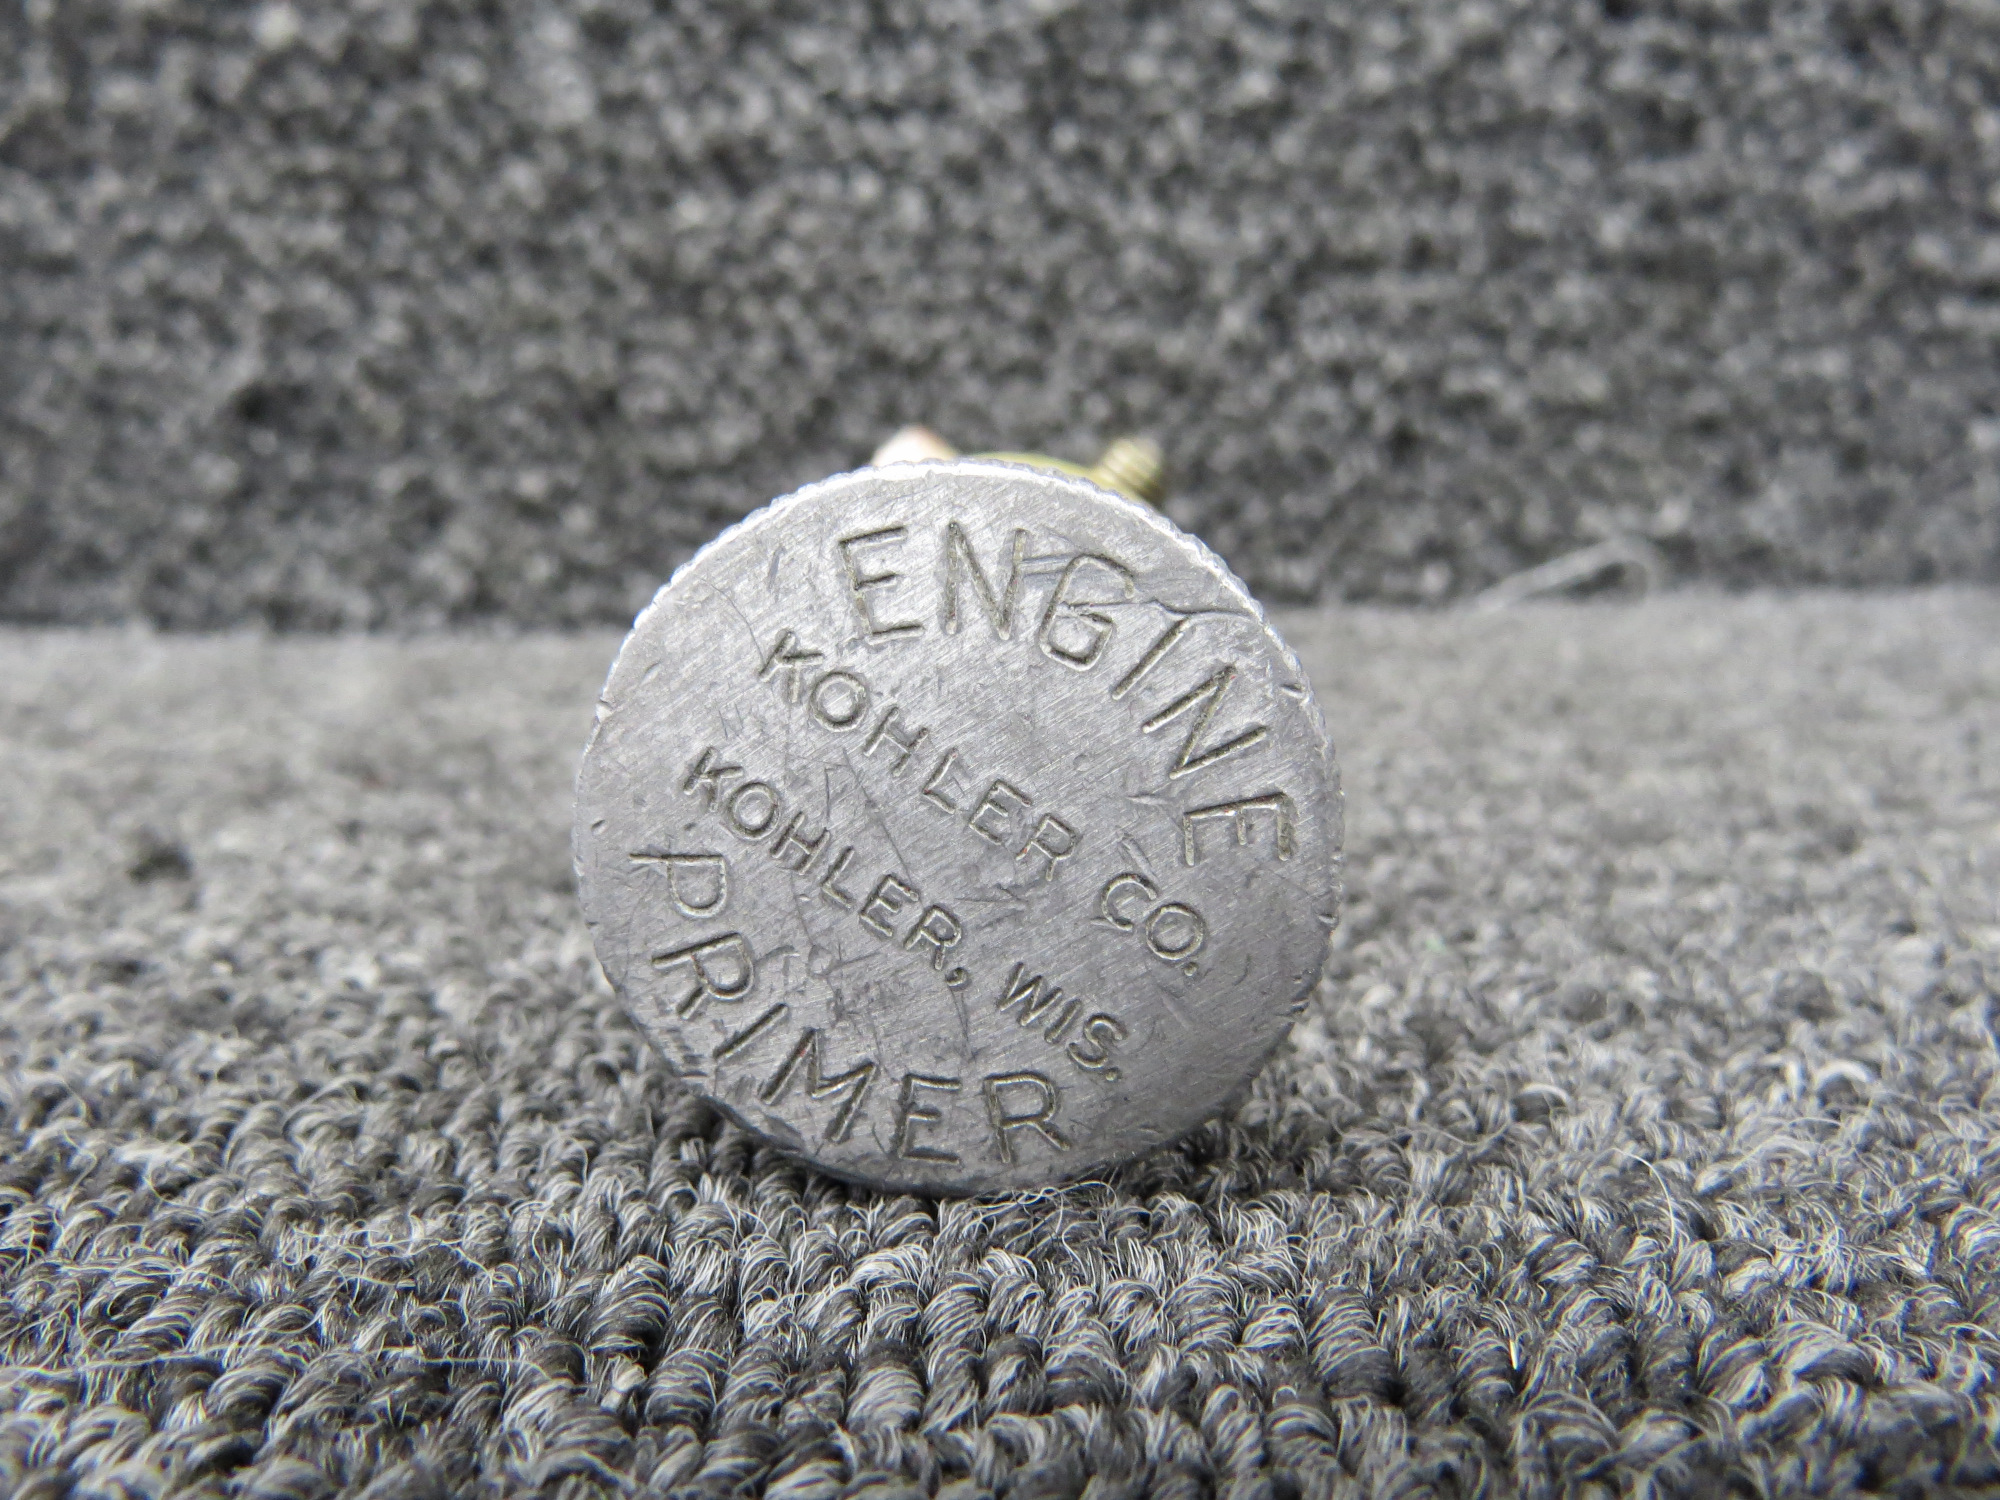 ENGINE
KOHLER CO.
KOHLER, WIS.
PRIMER